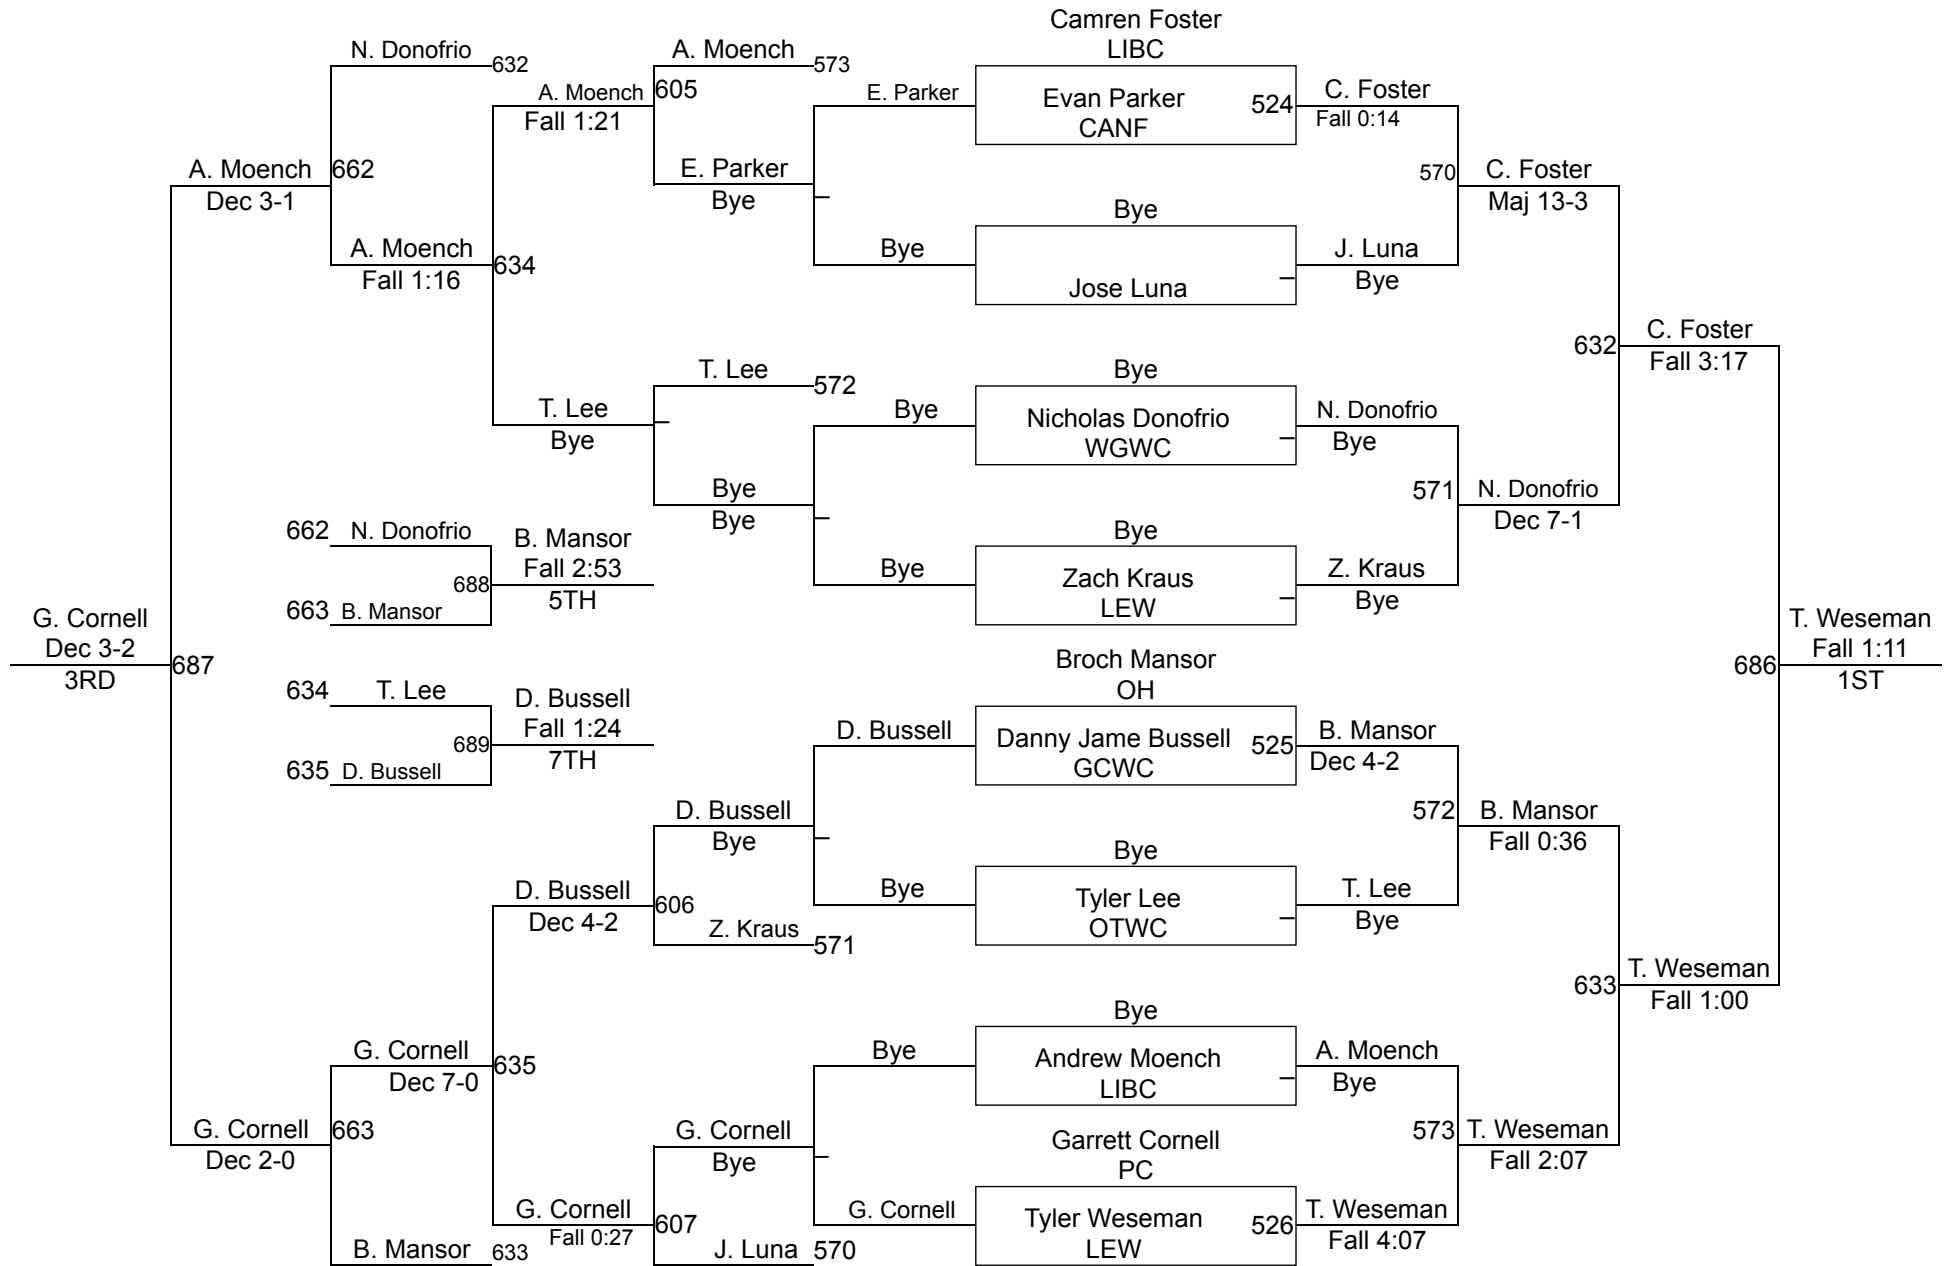 Camren Foster
LIBC
N. Donofrio
632
A. Moench
573
A. Moench
605
Fall 1:21
E. Parker
Evan Parker
CANF
524
C. Foster
Fall 0:14
A. Moench
662
Dec 3-1
E. Parker
Bye
570
C. Foster
Maj 13-3
Bye
A. Moench
Fall 1:16
634
Bye
Jose Luna
J. Luna
Bye
632
C. Foster
Fall 3:17
T. Lee
572
Bye
T. Lee
Bye
Bye
Nicholas Donofrio
WGWC
N. Donofrio
Bye
Bye
Bye
571
N. Donofrio
Dec 7-1
662
N. Donofrio
B. Mansor
Fall 2:53
688
5TH
663
B. Mansor
Bye
Bye
Zach Kraus
LEW
Z. Kraus
Bye
G. Cornell
Dec 3-2
3RD
687
Broch Mansor
OH
686
T. Weseman
Fall 1:11
1ST
634
T. Lee
D. Bussell
Fall 1:24
689
7TH
635
D. Bussell
D. Bussell
Danny Jame Bussell
GCWC
525
B. Mansor
Dec 4-2
D. Bussell
Bye
572
B. Mansor
Fall 0:36
Bye
D. Bussell
Dec 4-2
606
Bye
Tyler Lee
OTWC
T. Lee
Bye
Z. Kraus
571
633
T. Weseman
Fall 1:00
Bye
G. Cornell
Dec 7-0
635
Bye
Andrew Moench
LIBC
A. Moench
Bye
G. Cornell
663
Dec 2-0
G. Cornell
Bye
Garrett Cornell
PC
573
T. Weseman
Fall 2:07
G. Cornell
Fall 0:27
607
G. Cornell
Tyler Weseman
LEW
526
T. Weseman
Fall 4:07
B. Mansor
633
J. Luna
570